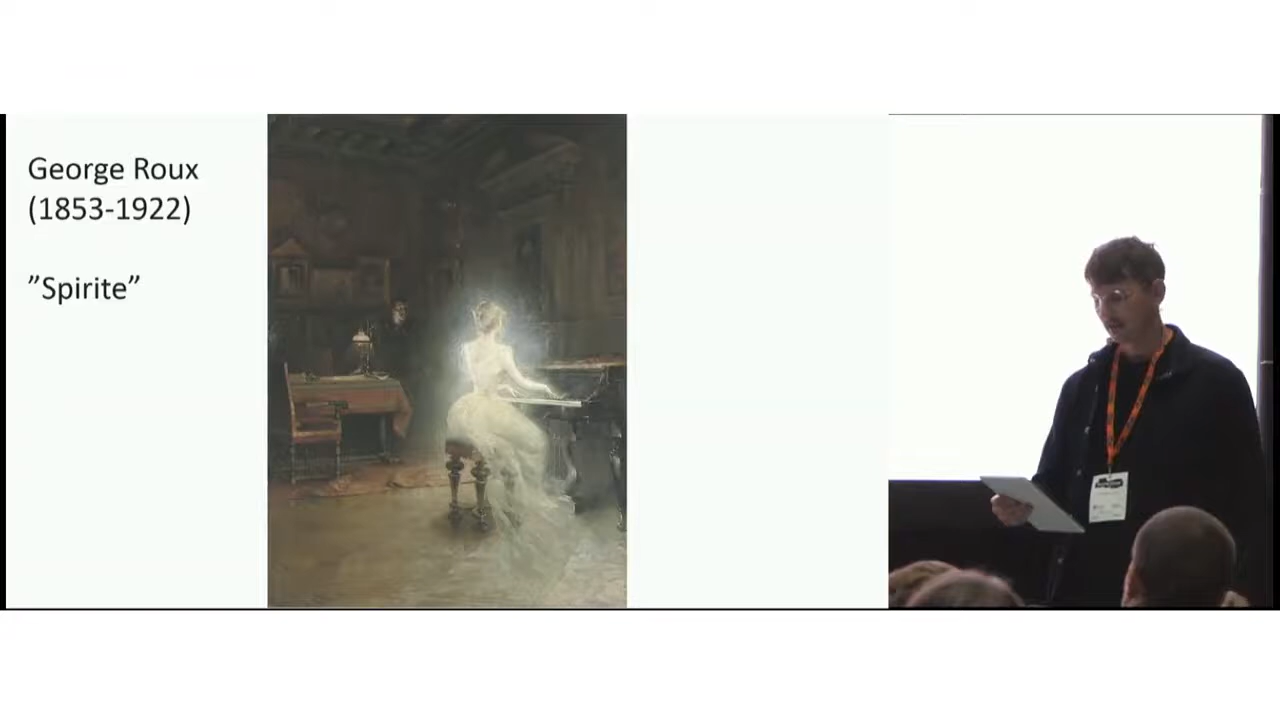 George Roux
(1853-1922)
”Spirite”